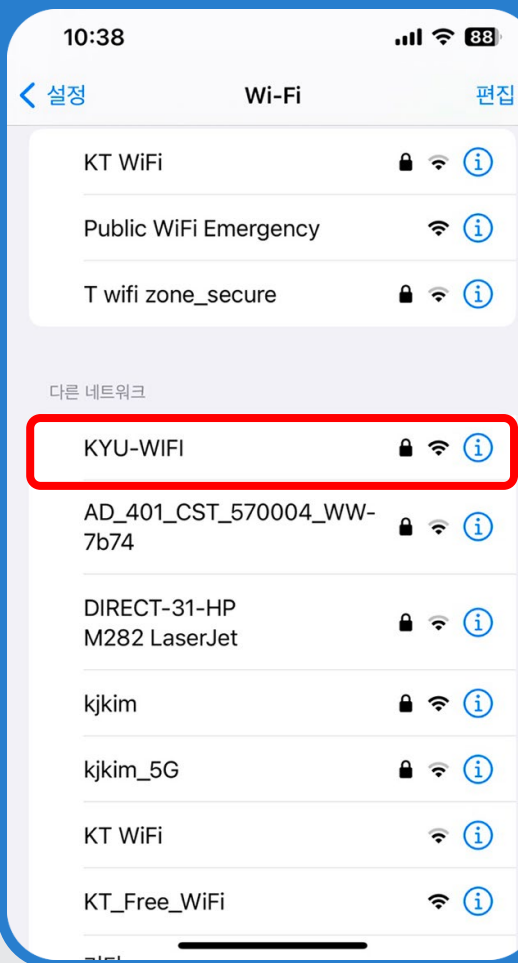 10:38
88
설정
Wi-Fi
편집
KT WiFi
Public WiFi Emergency
T wifi zone_secure
다른 네트워크
KYU-WIFI
AD_401_CST_570004_WW-
7b74
DIRECT-31-HP
M282 LaserJet
kjkim
kjkim_5G
KT WiFi
KT_Free_WiFi